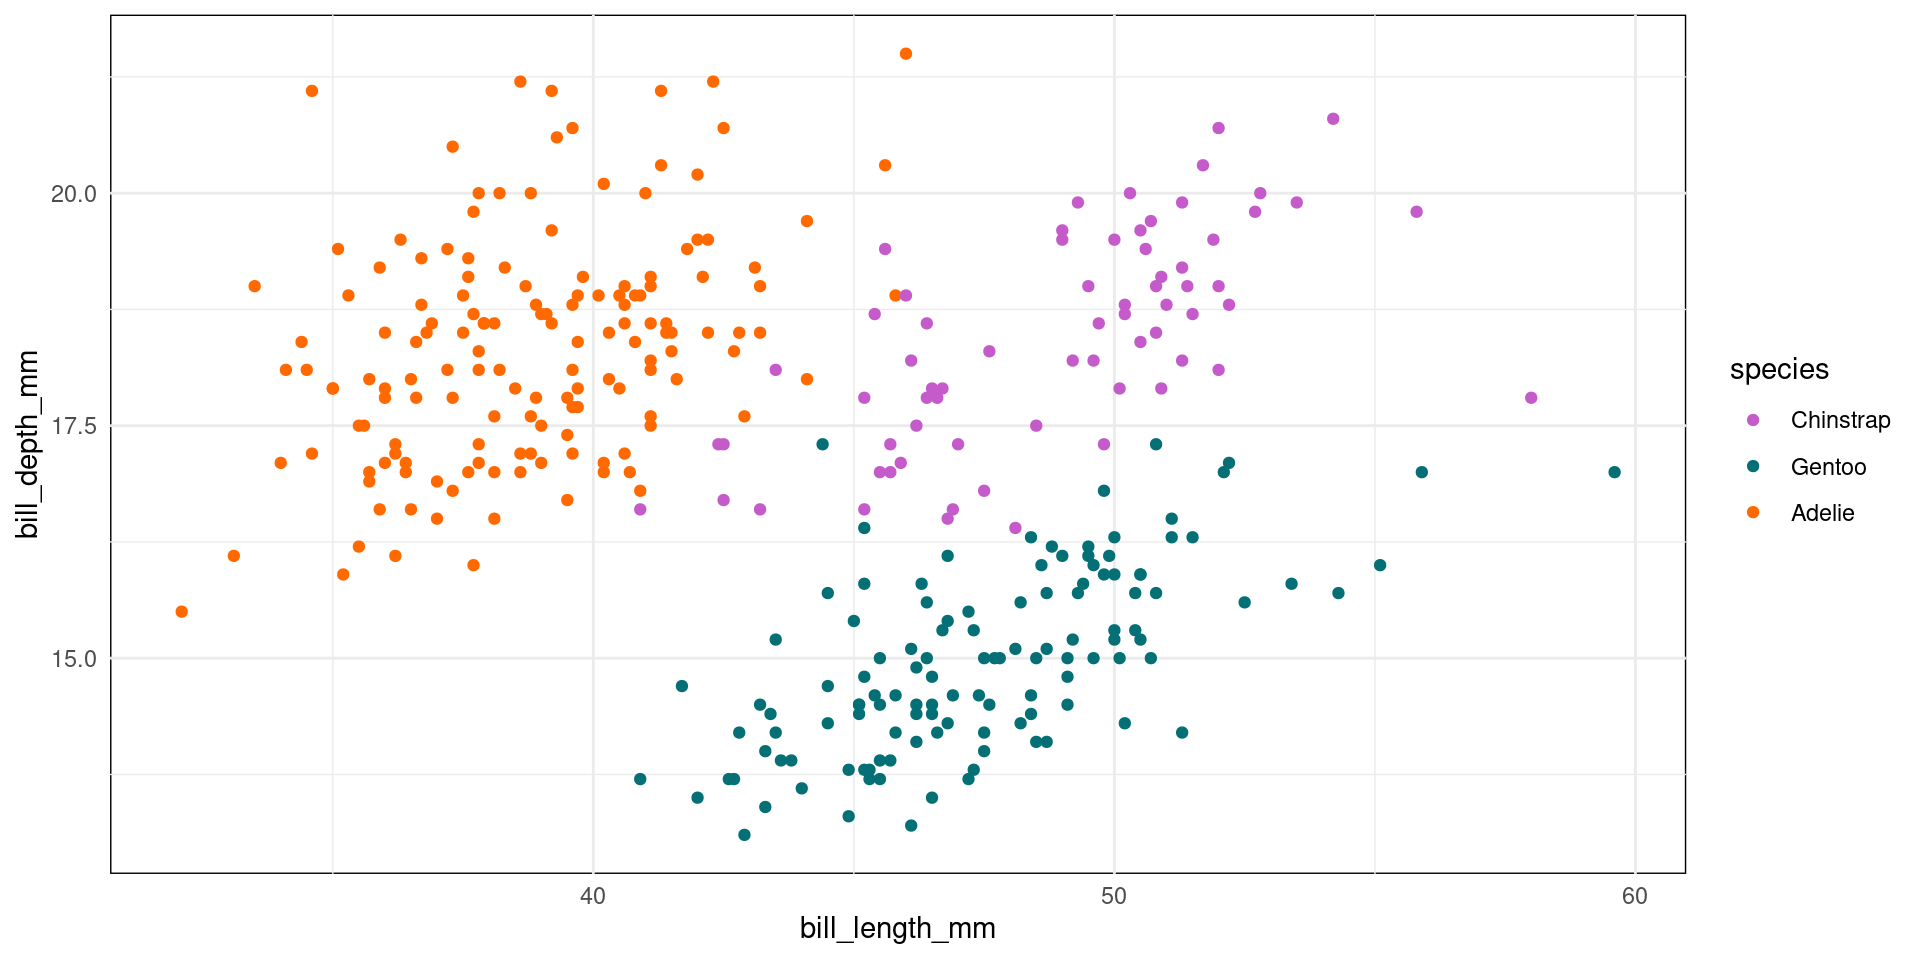 20.0
17.5
15.0
bill_depth_mm
40
50
60
bill_length_mm
species
Chinstrap
Gentoo
Adelie